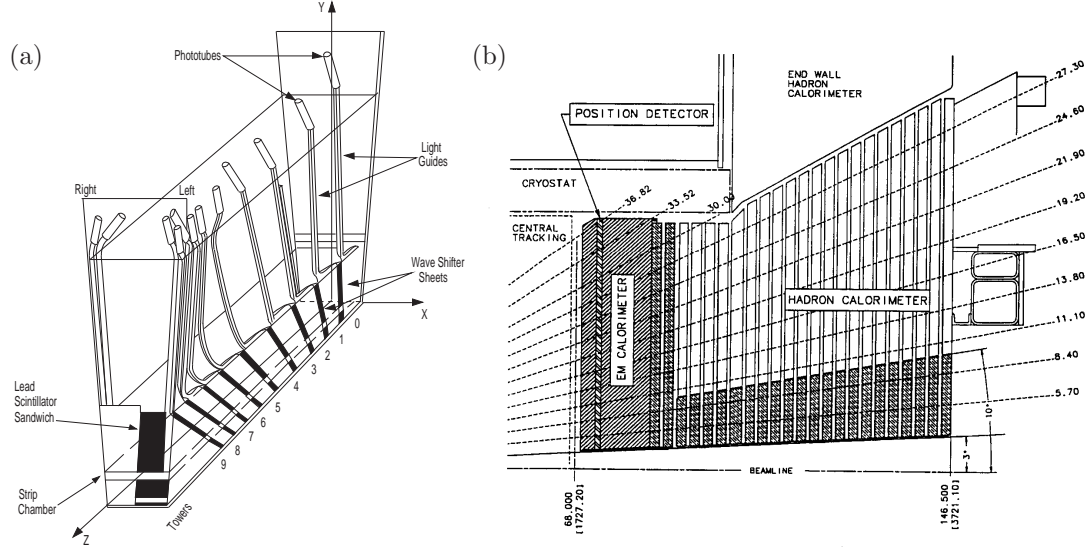 (a)
Y
Phototubes
Light
Guides
Right
Left
Wave Shifter
Sheets
X
0
1
2
3
4
5
6
7
8
9
Lead
Scintillator
Sandwich
Strip
Chamber
Z
Towers
(b)
END WALL
HADRON
CALORIMETER
POSITION DETECTOR
CRYOSTAT
CENTRAL
TRACKING
EM CALORIMETER
HADRON CALORIMETER
36.82
33.52
30.00
27.30
24.60
21.90
19.20
16.50
13.80
11.10
8.40
5.70
10°
3°
BEAMLINE
68.000
[1727.20]
146.500
[3721.10]